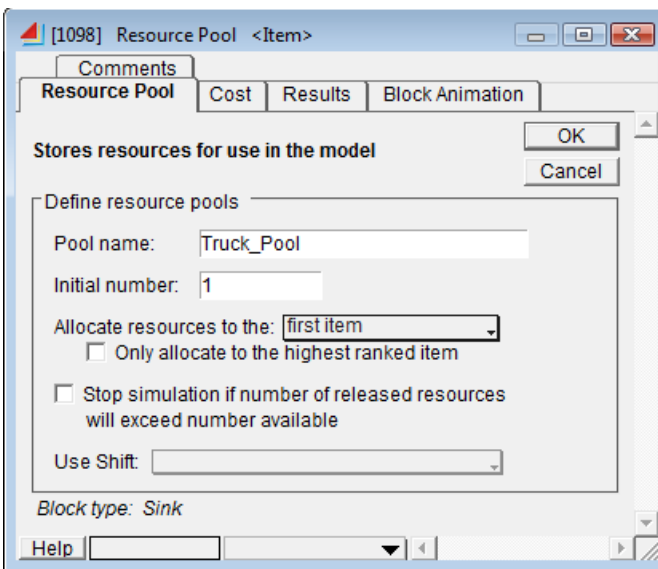 [1098] Resource Pool <Item>
Comments
Resource Pool Cost Results Block Animation
OK
Stores resources for use in the model
Cancel
Define resource pools
Pool name: Truck_Pool
Initial number: 1
Allocate resources to the: first item
Only allocate to the highest ranked item
Stop simulation if number of released resources
will exceed number available
Use Shift:
Block type: Sink
Help